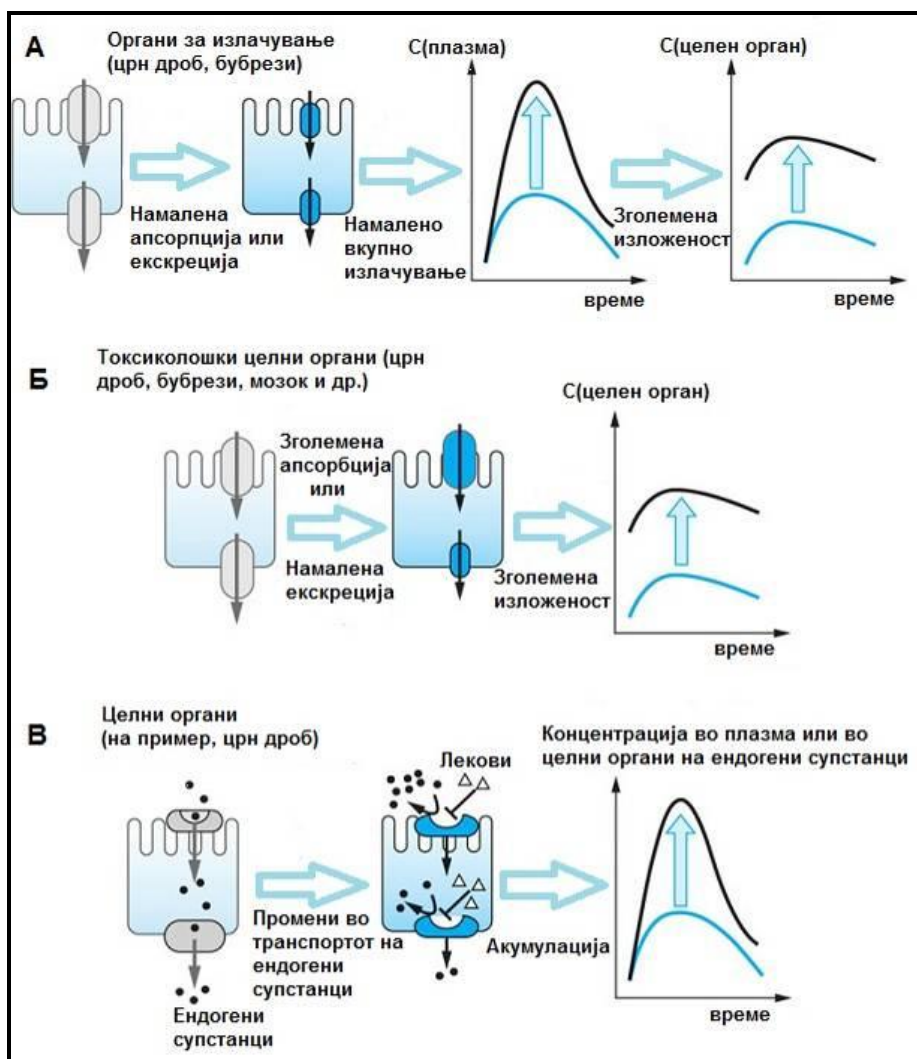 А
Органи за излачување
(црн дроб, бубрези)
Намалена
апсорпција или
екскреција
Намалено
вкупно
излачување
С(плазма)
време
Зголемена
изложеност
С(целен орган)
време
Б
Токсиколошки целни органи (црн
дроб, бубрези, мозок и др.)
Зголемена
апсорбција
или
Намалена
екскреција
Зголемена
изложеност
С(целен орган)
време
В
Целни органи
(на пример, црн дроб)
Ендогени
супстанци
Промени во
транспортот на
ендогени
супстанци
Лекови
Акумулација
Концентрација во плазма или во
целни органи на ендогени супстанци
време